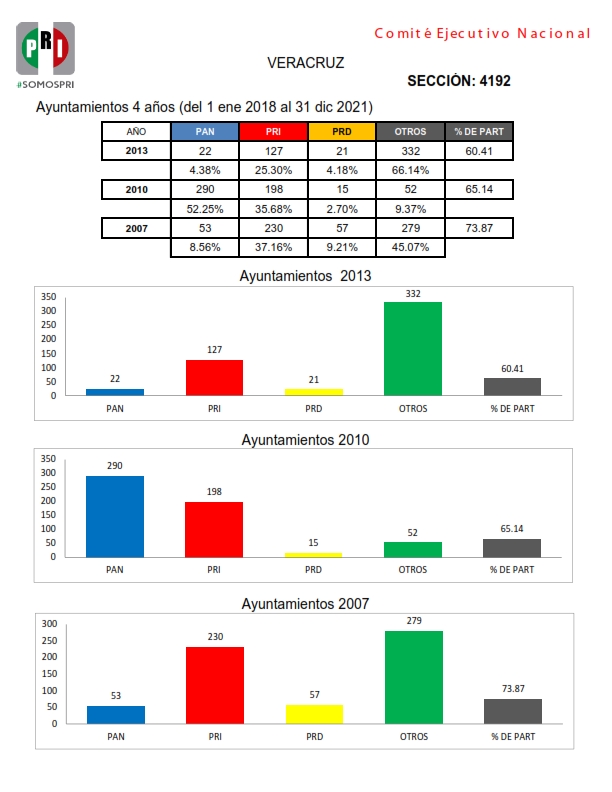 Comité Ejecutivo Nacional
PRI
#SOMOSPRI
VERACRUZ
SECCIÓN: 4192
Ayuntamientos 4 años (del 1 ene 2018 al 31 dic 2021)
AÑO PAN PRI PRD OTROS % DE PART
2013 22 127 21 332 60.41
4.38% 25.30% 4.18% 66.14%
2010 290 198 15 52 65.14
52.25% 35.68% 2.70% 9.37%
2007 53 230 57 279 73.87
8.56% 37.16% 9.21% 45.07%
Ayuntamientos 2013
350
300
250
200
150
100
50
0
22 127 21 332 60.41
PAN PRI PRD OTROS % DE PART
Ayuntamientos 2010
350
300
250
200
150
100
50
0
290 198 15 52 65.14
PAN PRI PRD OTROS % DE PART
Ayuntamientos 2007
300
250
200
150
100
50
0
53 230 57 279 73.87
PAN PRI PRD OTROS % DE PART